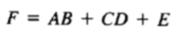 F = AB + CD + E